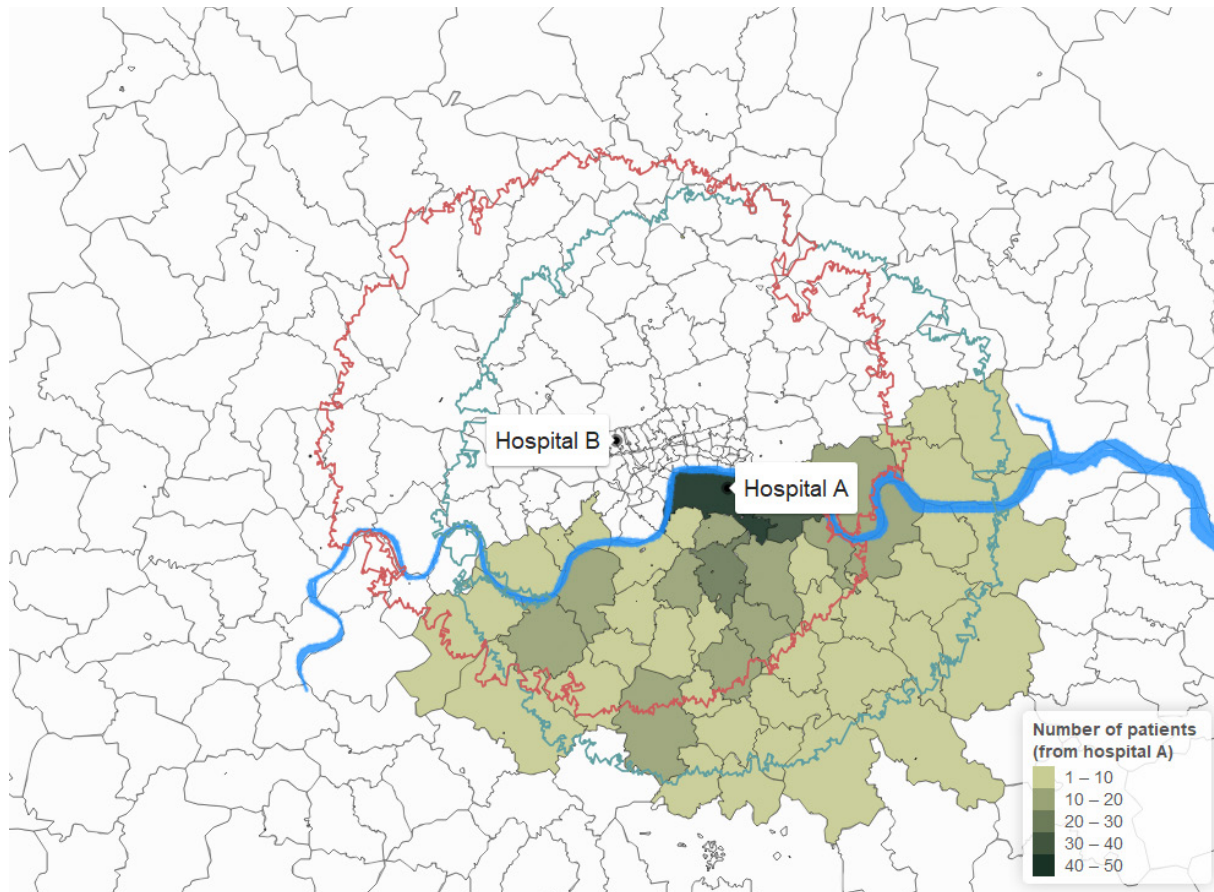 Hospital B
Hospital A
Number of patients
(from hospital A)
1 – 10
10 – 20
20 – 30
30 – 40
40 – 50